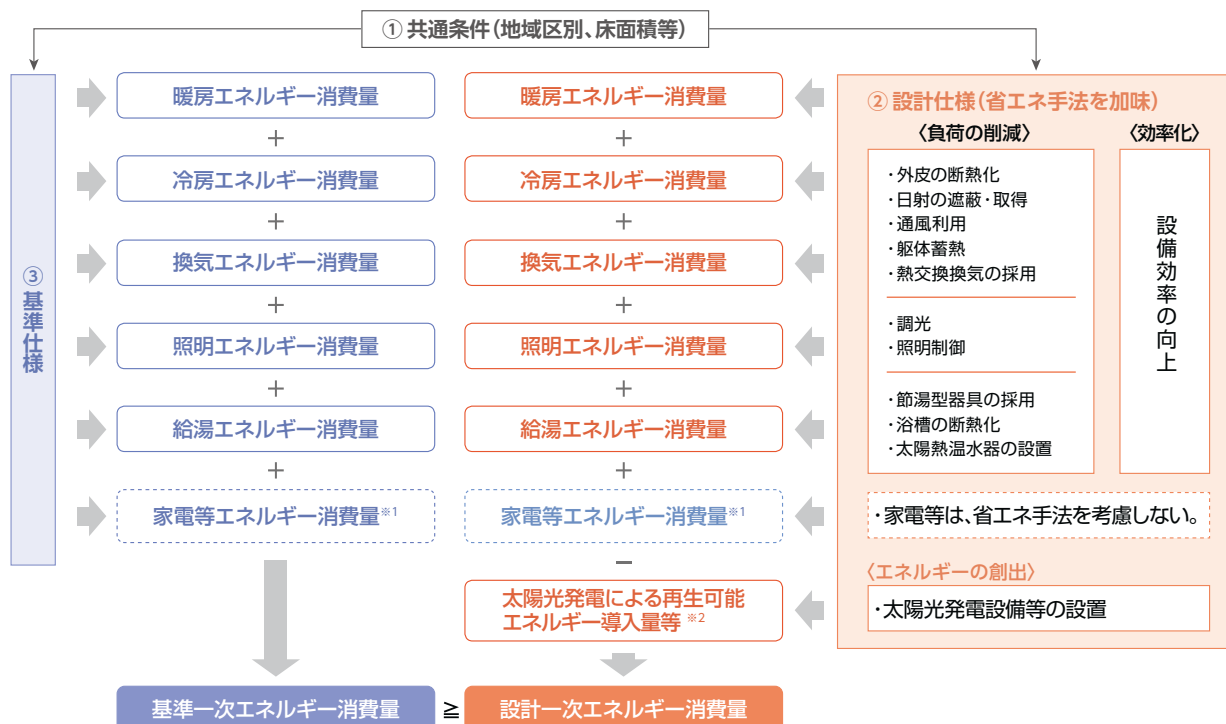 ① 共通条件（地域区別、床面積等）
③ 基準仕様
暖房エネルギー消費量
+
冷房エネルギー消費量
+
換気エネルギー消費量
+
照明エネルギー消費量
+
給湯エネルギー消費量
+
家電等エネルギー消費量※1
基準一次エネルギー消費量
≧
暖房エネルギー消費量
+
冷房エネルギー消費量
+
換気エネルギー消費量
+
照明エネルギー消費量
+
給湯エネルギー消費量
+
家電等エネルギー消費量※1
−
太陽光発電による再生可能
エネルギー導入量等 ※2
設計一次エネルギー消費量
② 設計仕様（省エネ手法を加味）
〈負荷の削減〉
・外皮の断熱化
・日射の遮蔽・取得
・通風利用
・躯体蓄熱
・熱交換換気の採用
・調光
・照明制御
・節湯型器具の採用
・浴槽の断熱化
・太陽熱温水器の設置
〈効率化〉
設備効率の向上
・家電等は、省エネ手法を考慮しない。
〈エネルギーの創出〉
・太陽光発電設備等の設置